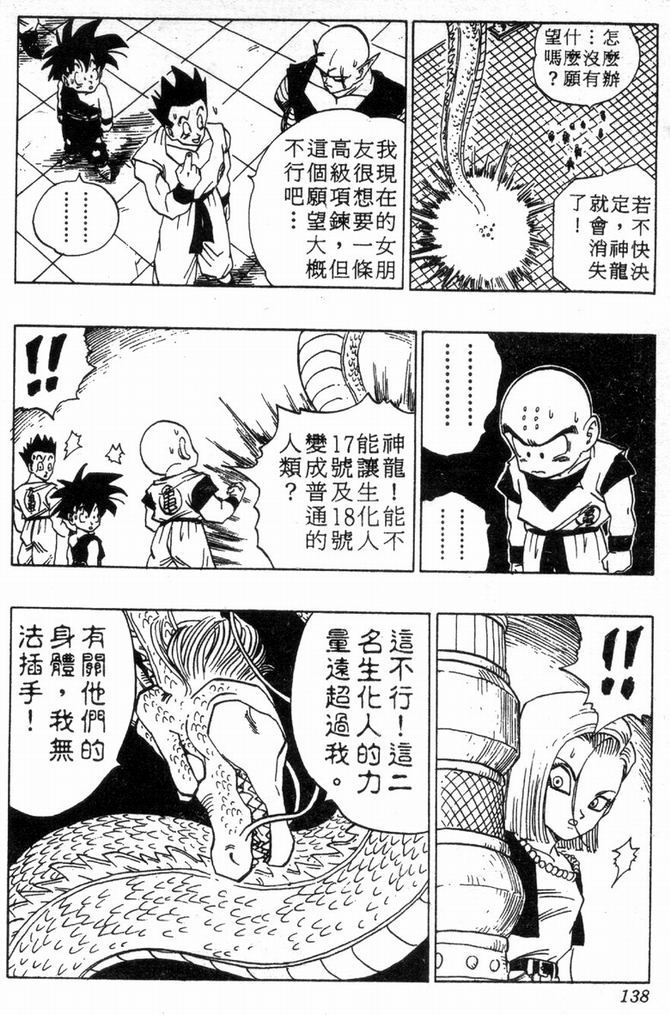 怎麼辦
…沒有
什麼願
望嗎？
若不快決
定，神龍
就會消失
了！
我現在的女朋
友很想要一條
高級項鍊，但
這個願望大概
不行吧…
………
………
………
!!
神龍！能不
能讓生化人
17號及18號
變成普通的
人類？
!!
!!
這不行！這二
名生化人的力
量遠超過我。
有關他們的
身體，我無
法插手！
138